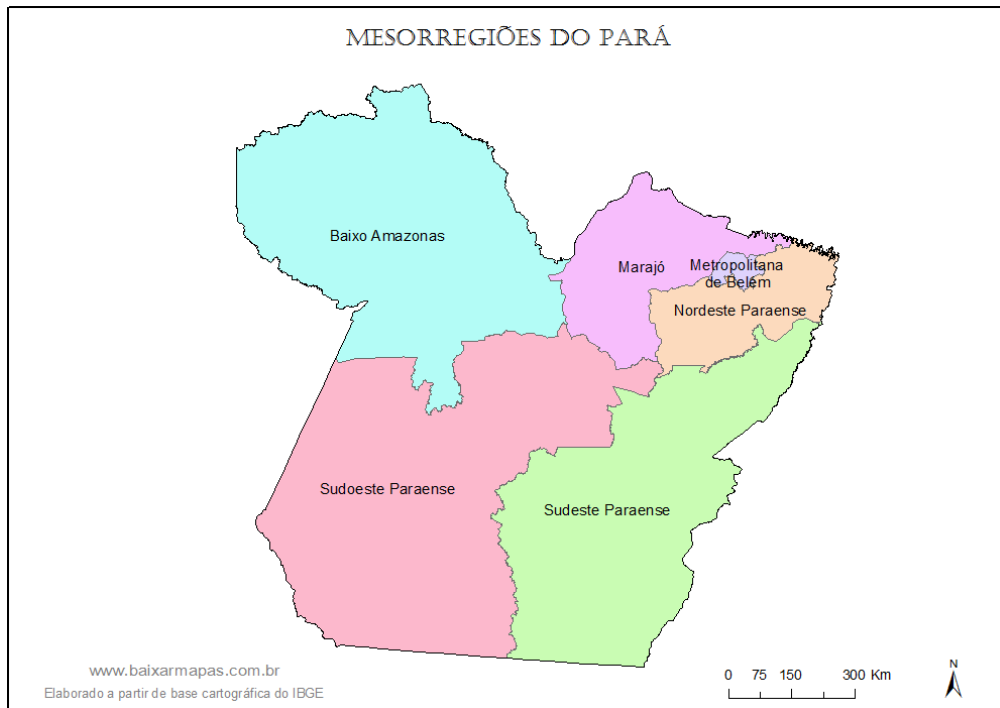 MESORREGIÕES DO PARÁ
Baixo Amazonas
Marajó
Metropolitana
de Belém
Nordeste Paraense
Sudoeste Paraense
Sudeste Paraense
www.baixarmapas.com.br
Elaborado a partir de base cartográfica do IBGE
0 75 150 300 Km
N